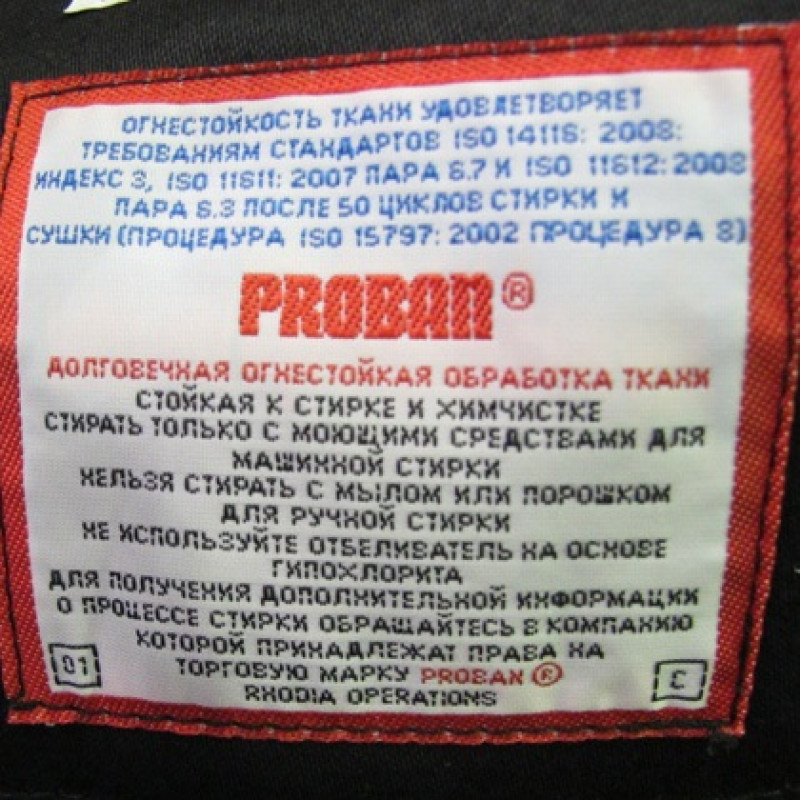 ОГНЕСТОЙКОСТЬ ТКАНИ УДОВЛЕТВОРЯЕТ
ТРЕБОВАНИЯМ СТАНДАРТОВ ISO 14116: 2008:
ИНДЕКС 3, ISO 11611: 2007 ПАРА 6.7 И ISO 11612: 2008
ПАРА 6.3 ПОСЛЕ 50 ЦИКЛОВ СТИРКИ И
СУШКИ (ПРОЦЕДУРА ISO 15797: 2002 ПРОЦЕДУРА 8)
PROBAN®
ДОЛГОВЕЧНАЯ ОГНЕСТОЙКАЯ ОБРАБОТКА ТКАНИ
СТОЙКАЯ К СТИРКЕ И ХИМЧИСТКЕ
СТИРАТЬ ТОЛЬКО С МОЮЩИМИ СРЕДСТВАМИ ДЛЯ
МАШИННОЙ СТИРКИ
НЕЛЬЗЯ СТИРАТЬ С МЫЛОМ ИЛИ ПОРОШКОМ
ДЛЯ РУЧНОЙ СТИРКИ
НЕ ИСПОЛЬЗУЙТЕ ОТБЕЛИВАТЕЛЬ НА ОСНОВЕ
ГИПОХЛОРИТА
ДЛЯ ПОЛУЧЕНИЯ ДОПОЛНИТЕЛЬНОЙ ИНФОРМАЦИИ
О ПРОЦЕССЕ СТИРКИ ОБРАЩАЙТЕСЬ В КОМПАНИЮ
КОТОРОЙ ПРИНАДЛЕЖАТ ПРАВА НА
ТОРГОВУЮ МАРКУ PROBAN®
RHODIA OPERATIONS
01